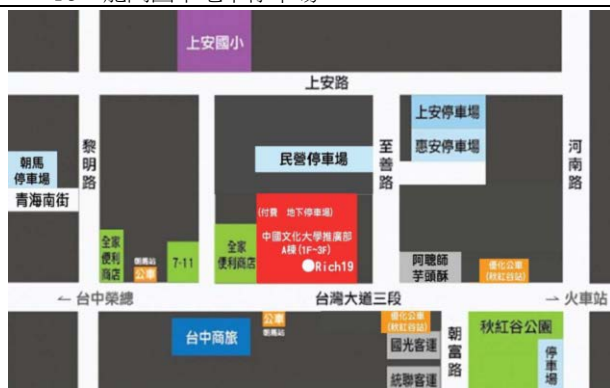 上安國小
上安路
上安停車場
惠安停車場
黎明路
朝馬
停車場
青海南街
民營停車場
至善路
河南路
(付費 地下停車場)
中國文化大學推廣部
A棟(1F~3F)
Rich19
全家
便利
商店
公車
朝馬站
7-11
全家
便利商店
阿聰師
芋頭酥
優化公車
(秋紅谷站)
← 台中榮總
台灣大道三段
→ 火車站
台中商旅
公車
朝馬站
優化公車
(秋紅谷站)
國光客運
統聯客運
朝富路
秋紅谷公園
停車場